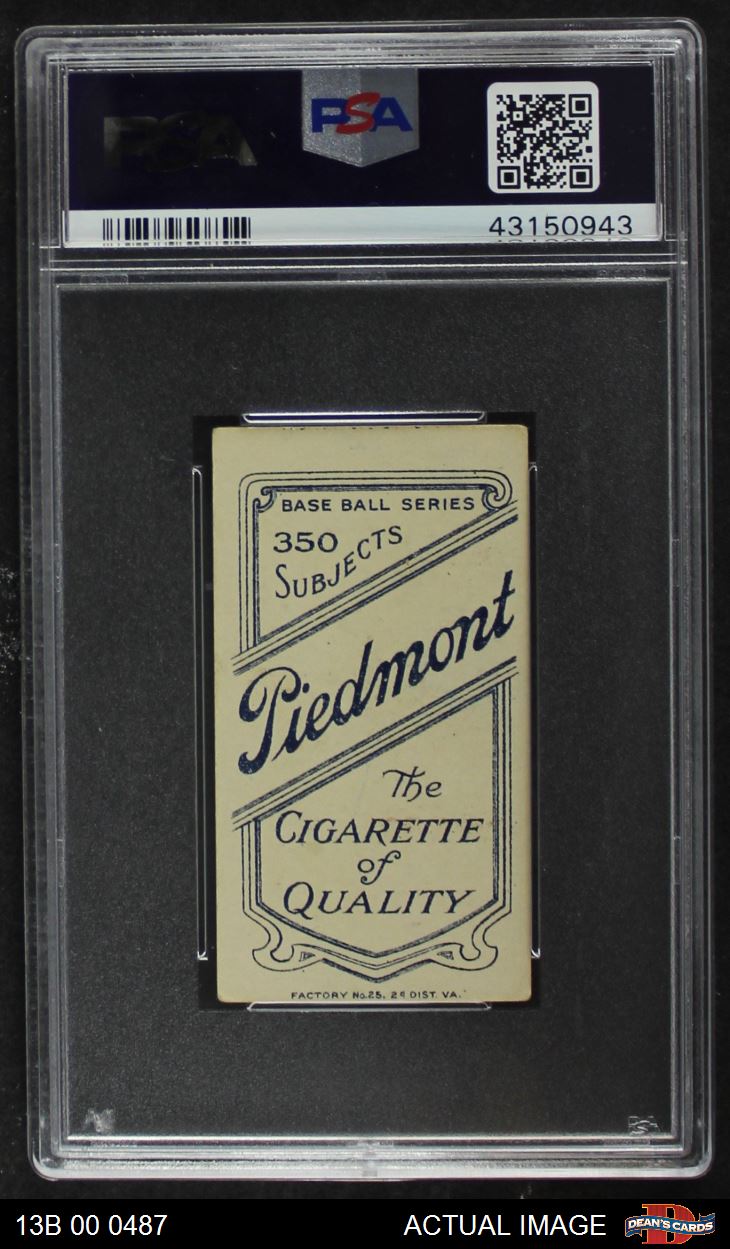 PSA PSA
43150943
BASE BALL SERIES
350
SUBJECTS
Piedmont
The
CIGARETTE
of
QUALITY
FACTORY No. 25, 2d DIST. VA.
13B 00 0487 ACTUAL IMAGE DEAN'S CARDS